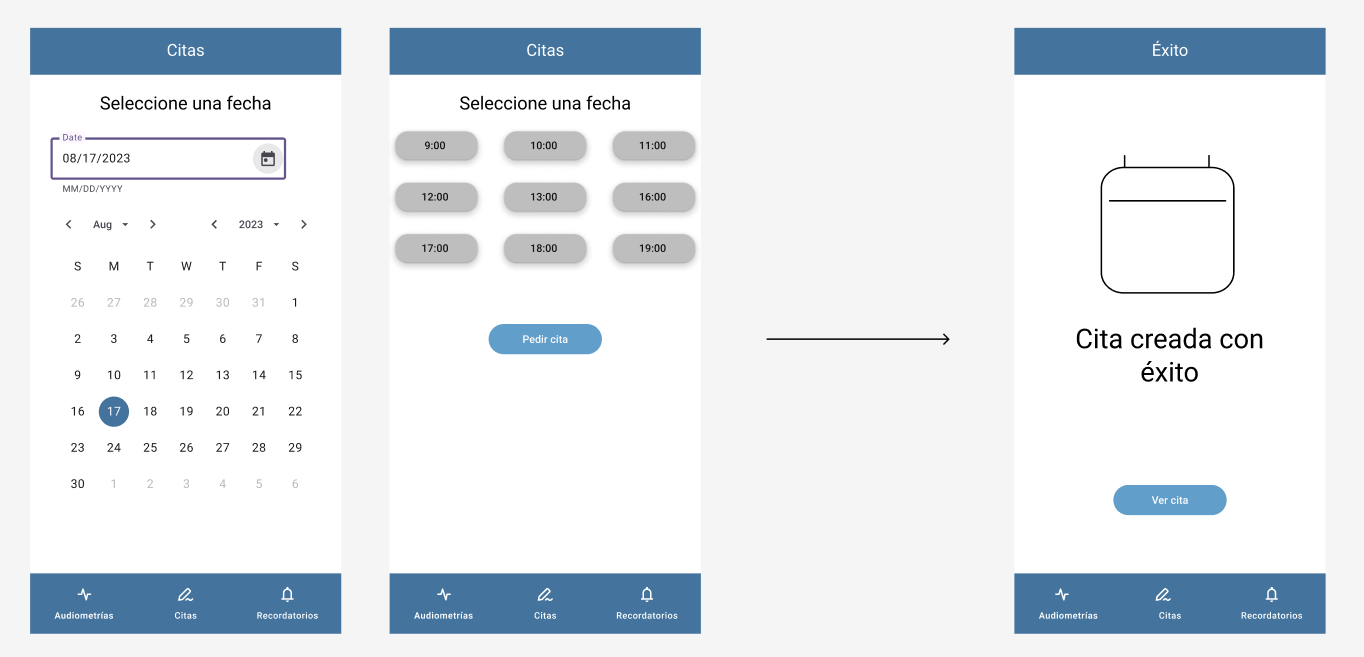 Citas
Seleccione una fecha
Date
08/17/2023
MM/DD/YYYY
Aug 2023
S M T W T F S
26 27 28 29 30 31 1
2 3 4 5 6 7 8
9 10 11 12 13 14 15
16 17 18 19 20 21 22
23 24 25 26 27 28 29
30 1 2 3 4 5 6
Audiometrías Citas Recordatorios
Citas
Seleccione una fecha
9:00 10:00 11:00
12:00 13:00 16:00
17:00 18:00 19:00
Pedir cita
Audiometrías Citas Recordatorios
Éxito
Cita creada con
éxito
Ver cita
Audiometrías Citas Recordatorios